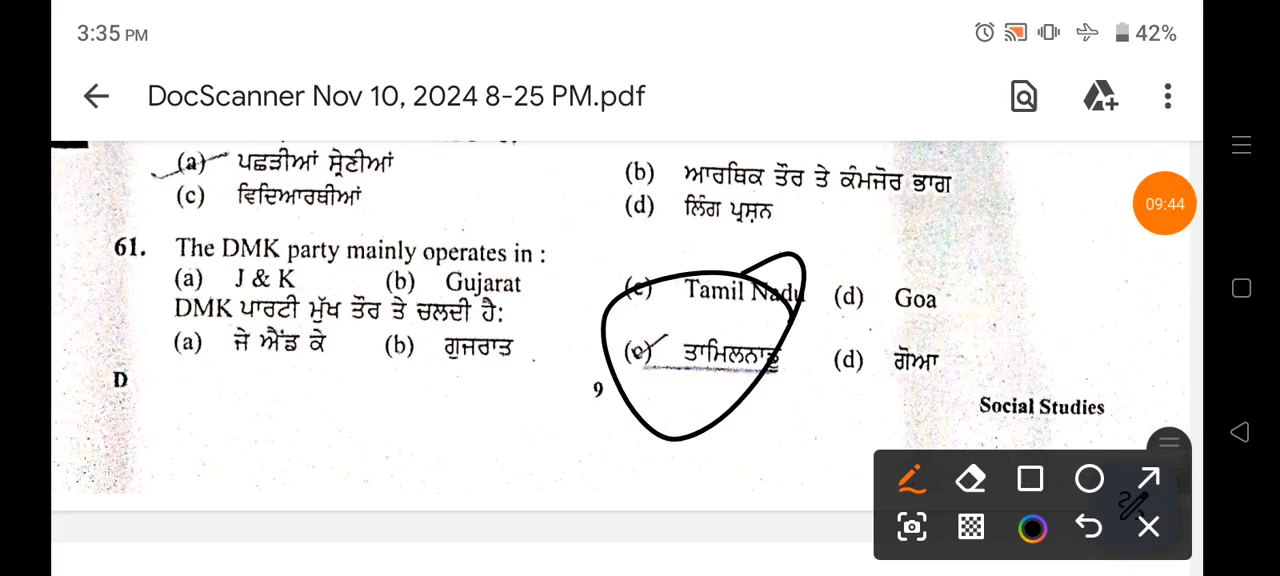 3:35 PM
42%
DocScanner Nov 10, 2024 8-25 PM.pdf
(a) ਪਛੜੀਆਂ ਸ਼੍ਰੇਣੀਆਂ (b) ਆਰਥਿਕ ਤੌਰ ਤੇ ਕੰਮਜੋਰ ਭਾਗ
(c) ਵਿਦਿਆਰਥੀਆਂ (d) ਲਿੰਗ ਪ੍ਰਸ਼ਨ
09:44
61. The DMK party mainly operates in :
(a) J & K (b) Gujarat (c) Tamil Nadu (d) Goa
DMK ਪਾਰਟੀ ਮੁੱਖ ਤੌਰ ਤੇ ਚਲਦੀ ਹੈ:
(a) ਜੇ ਐਂਡ ਕੇ (b) ਗੁਜਰਾਤ (c) ਤਾਮਿਲਨਾਡੂ (d) ਗੋਆ
D 9 Social Studies